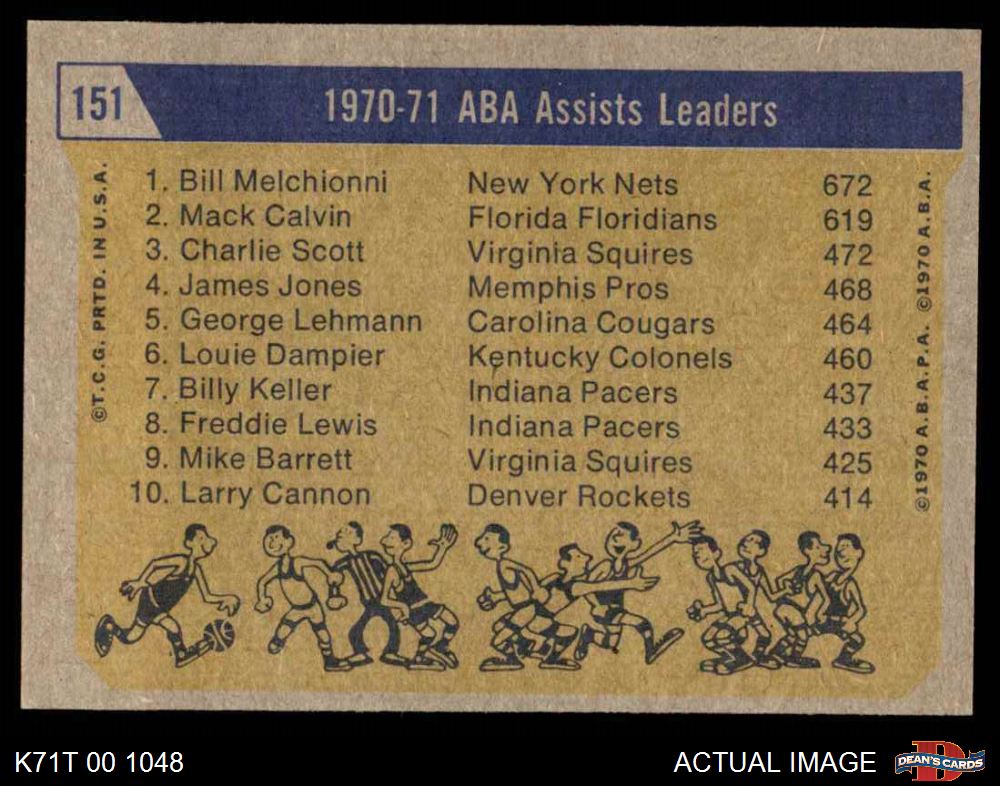 151 1970-71 ABA Assists Leaders
1. Bill Melchionni New York Nets 672
2. Mack Calvin Florida Floridians 619
3. Charlie Scott Virginia Squires 472
4. James Jones Memphis Pros 468
5. George Lehmann Carolina Cougars 464
6. Louie Dampier Kentucky Colonels 460
7. Billy Keller Indiana Pacers 437
8. Freddie Lewis Indiana Pacers 433
9. Mike Barrett Virginia Squires 425
10. Larry Cannon Denver Rockets 414
©T.C.G. PRTD. IN U.S.A.
©1970 A.B.A.P.A. ©1970 A.B.A.
K71T 00 1048 ACTUAL IMAGE
D
DEAN'S CARDS